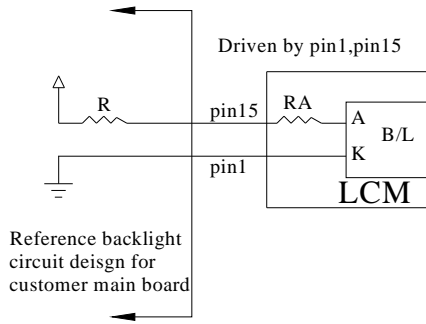 Driven by pin1,pin15
R
pin15
RA
A
B/L
K
pin1
LCM
Reference backlight
circuit deisgn for
customer main board